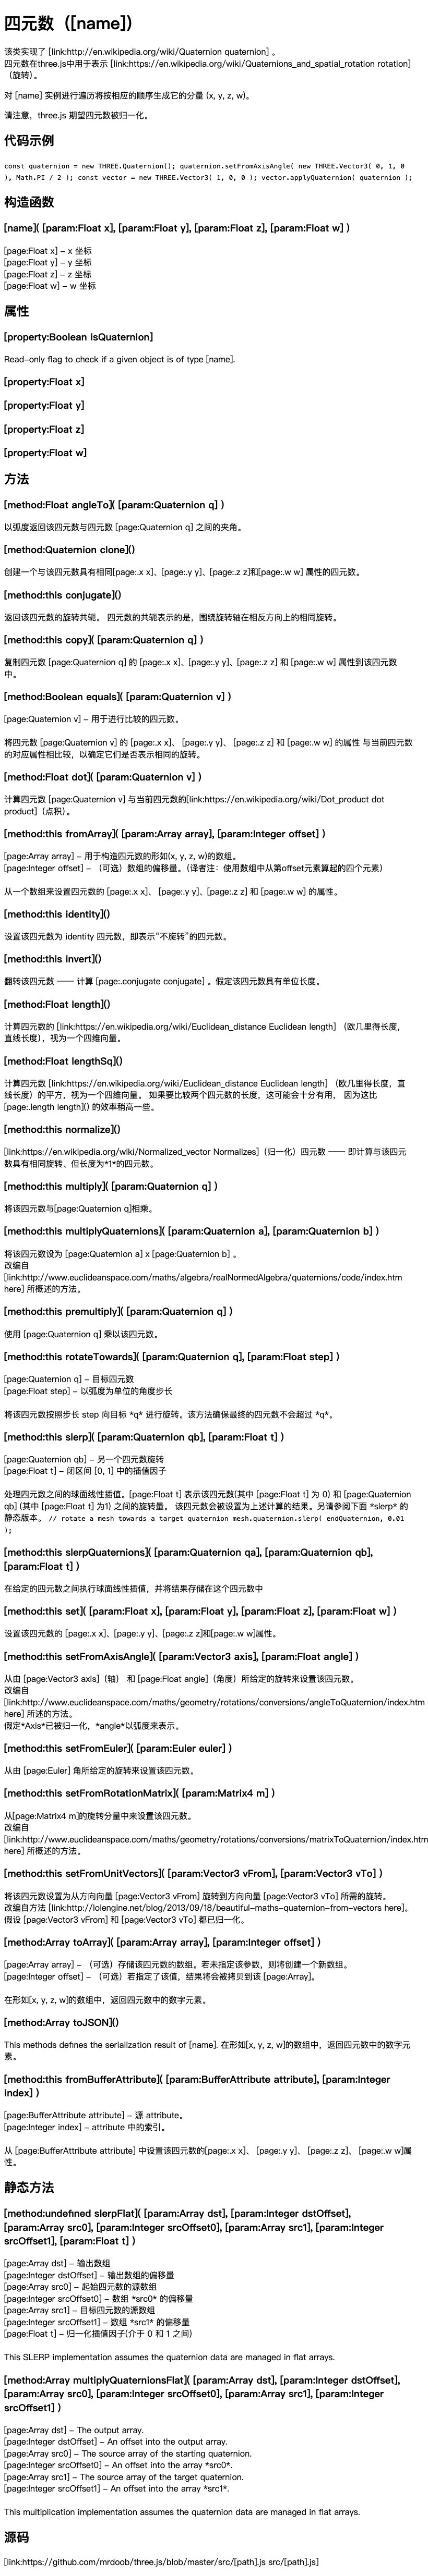 四元数（[name]）
该类实现了 [link:http://en.wikipedia.org/wiki/Quaternion quaternion] 。
四元数在three.js中用于表示 [link:https://en.wikipedia.org/wiki/Quaternions_and_spatial_rotation rotation]
（旋转）。
对 [name] 实例进行遍历将按相应的顺序生成它的分量 (x, y, z, w)。
请注意，three.js 期望四元数被归一化。
代码示例
const quaternion = new THREE.Quaternion(); quaternion.setFromAxisAngle( new THREE.Vector3( 0, 1, 0
), Math.PI / 2 ); const vector = new THREE.Vector3( 1, 0, 0 ); vector.applyQuaternion( quaternion );
构造函数
[name]( [param:Float x], [param:Float y], [param:Float z], [param:Float w] )
[page:Float x] - x 坐标
[page:Float y] - y 坐标
[page:Float z] - z 坐标
[page:Float w] - w 坐标
属性
[property:Boolean isQuaternion]
Read-only flag to check if a given object is of type [name].
[property:Float x]
[property:Float y]
[property:Float z]
[property:Float w]
方法
[method:Float angleTo]( [param:Quaternion q] )
以弧度返回该四元数与四元数 [page:Quaternion q] 之间的夹角。
[method:Quaternion clone]()
创建一个与该四元数具有相同[page:.x x]、[page:.y y]、[page:.z z]和[page:.w w] 属性的四元数。
[method:this conjugate]()
返回该四元数的旋转共轭。 四元数的共轭表示的是，围绕旋转轴在相反方向上的相同旋转。
[method:this copy]( [param:Quaternion q] )
复制四元数 [page:Quaternion q] 的 [page:.x x]、[page:.y y]、[page:.z z] 和 [page:.w w] 属性到该四元数
中。
[method:Boolean equals]( [param:Quaternion v] )
[page:Quaternion v] - 用于进行比较的四元数。
将四元数 [page:Quaternion v] 的 [page:.x x]、 [page:.y y]、 [page:.z z] 和 [page:.w w] 的属性 与当前四元数
的对应属性相比较，以确定它们是否表示相同的旋转。
[method:Float dot]( [param:Quaternion v] )
计算四元数 [page:Quaternion v] 与当前四元数的[link:https://en.wikipedia.org/wiki/Dot_product dot
product]（点积）。
[method:this fromArray]( [param:Array array], [param:Integer offset] )
[page:Array array] - 用于构造四元数的形如(x, y, z, w)的数组。
[page:Integer offset] - （可选）数组的偏移量。（译者注：使用数组中从第offset元素算起的四个元素）
从一个数组来设置四元数的 [page:.x x]、 [page:.y y]、[page:.z z] 和 [page:.w w] 的属性。
[method:this identity]()
设置该四元数为 identity 四元数，即表示“不旋转”的四元数。
[method:this invert]()
翻转该四元数 —— 计算 [page:.conjugate conjugate] 。假定该四元数具有单位长度。
[method:Float length]()
计算四元数的 [link:https://en.wikipedia.org/wiki/Euclidean_distance Euclidean length] （欧几里得长度，
直线长度），视为一个四维向量。
[method:Float lengthSq]()
计算四元数 [link:https://en.wikipedia.org/wiki/Euclidean_distance Euclidean length] （欧几里得长度，直
线长度）的平方，视为一个四维向量。 如果要比较两个四元数的长度，这可能会十分有用， 因为这比
[page:.length length]() 的效率稍高一些。
[method:this normalize]()
[link:https://en.wikipedia.org/wiki/Normalized_vector Normalizes]（归一化）四元数 —— 即计算与该四元
数具有相同旋转、但长度为*1*的四元数。
[method:this multiply]( [param:Quaternion q] )
将该四元数与[page:Quaternion q]相乘。
[method:this multiplyQuaternions]( [param:Quaternion a], [param:Quaternion b] )
将该四元数设为 [page:Quaternion a] x [page:Quaternion b] 。
改编自
[link:http://www.euclideanspace.com/maths/algebra/realNormedAlgebra/quaternions/code/index.htm
here] 所概述的方法。
[method:this premultiply]( [param:Quaternion q] )
使用 [page:Quaternion q] 乘以该四元数。
[method:this rotateTowards]( [param:Quaternion q], [param:Float step] )
[page:Quaternion q] - 目标四元数
[page:Float step] - 以弧度为单位的角度步长
将该四元数按照步长 step 向目标 *q* 进行旋转。该方法确保最终的四元数不会超过 *q*。
[method:this slerp]( [param:Quaternion qb], [param:Float t] )
[page:Quaternion qb] - 另一个四元数旋转
[page:Float t] - 闭区间 [0, 1] 中的插值因子
处理四元数之间的球面线性插值。[page:Float t] 表示该四元数(其中 [page:Float t] 为 0) 和 [page:Quaternion
qb] (其中 [page:Float t] 为1) 之间的旋转量。 该四元数会被设置为上述计算的结果。另请参阅下面 *slerp* 的
静态版本。 // rotate a mesh towards a target quaternion mesh.quaternion.slerp( endQuaternion, 0.01
);
[method:this slerpQuaternions]( [param:Quaternion qa], [param:Quaternion qb],
[param:Float t] )
在给定的四元数之间执行球面线性插值，并将结果存储在这个四元数中
[method:this set]( [param:Float x], [param:Float y], [param:Float z], [param:Float w] )
设置该四元数的 [page:.x x]、[page:.y y]、[page:.z z]和[page:.w w]属性。
[method:this setFromAxisAngle]( [param:Vector3 axis], [param:Float angle] )
从由 [page:Vector3 axis]（轴） 和 [page:Float angle]（角度）所给定的旋转来设置该四元数。
改编自
[link:http://www.euclideanspace.com/maths/geometry/rotations/conversions/angleToQuaternion/index.htm
here] 所述的方法。
假定*Axis*已被归一化，*angle*以弧度来表示。
[method:this setFromEuler]( [param:Euler euler] )
从由 [page:Euler] 角所给定的旋转来设置该四元数。
[method:this setFromRotationMatrix]( [param:Matrix4 m] )
从[page:Matrix4 m]的旋转分量中来设置该四元数。
改编自
[link:http://www.euclideanspace.com/maths/geometry/rotations/conversions/matrixToQuaternion/index.htm
here] 所概述的方法。
[method:this setFromUnitVectors]( [param:Vector3 vFrom], [param:Vector3 vTo] )
将该四元数设置为从方向向量 [page:Vector3 vFrom] 旋转到方向向量 [page:Vector3 vTo] 所需的旋转。
改编自方法 [link:http://lolengine.net/blog/2013/09/18/beautiful-maths-quaternion-from-vectors here]。
假设 [page:Vector3 vFrom] 和 [page:Vector3 vTo] 都已归一化。
[method:Array toArray]( [param:Array array], [param:Integer offset] )
[page:Array array] - （可选）存储该四元数的数组。若未指定该参数，则将创建一个新数组。
[page:Integer offset] - （可选）若指定了该值，结果将会被拷贝到该 [page:Array]。
在形如[x, y, z, w]的数组中，返回四元数中的数字元素。
[method:Array toJSON]()
This methods defines the serialization result of [name]. 在形如[x, y, z, w]的数组中，返回四元数中的数字元
素。
[method:this fromBufferAttribute]( [param:BufferAttribute attribute], [param:Integer
index] )
[page:BufferAttribute attribute] - 源 attribute。
[page:Integer index] - attribute 中的索引。
从 [page:BufferAttribute attribute] 中设置该四元数的[page:.x x]、 [page:.y y]、 [page:.z z]、 [page:.w w]属
性。
静态方法
[method:undefined slerpFlat]( [param:Array dst], [param:Integer dstOffset],
[param:Array src0], [param:Integer srcOffset0], [param:Array src1], [param:Integer
srcOffset1], [param:Float t] )
[page:Array dst] - 输出数组
[page:Integer dstOffset] - 输出数组的偏移量
[page:Array src0] - 起始四元数的源数组
[page:Integer srcOffset0] - 数组 *src0* 的偏移量
[page:Array src1] - 目标四元数的源数组
[page:Integer srcOffset1] - 数组 *src1* 的偏移量
[page:Float t] - 归一化插值因子(介于 0 和 1 之间)
This SLERP implementation assumes the quaternion data are managed in flat arrays.
[method:Array multiplyQuaternionsFlat]( [param:Array dst], [param:Integer dstOffset],
[param:Array src0], [param:Integer srcOffset0], [param:Array src1], [param:Integer
srcOffset1] )
[page:Array dst] - The output array.
[page:Integer dstOffset] - An offset into the output array.
[page:Array src0] - The source array of the starting quaternion.
[page:Integer srcOffset0] - An offset into the array *src0*.
[page:Array src1] - The source array of the target quaternion.
[page:Integer srcOffset1] - An offset into the array *src1*.
This multiplication implementation assumes the quaternion data are managed in flat arrays.
源码
[link:https://github.com/mrdoob/three.js/blob/master/src/[path].js src/[path].js]